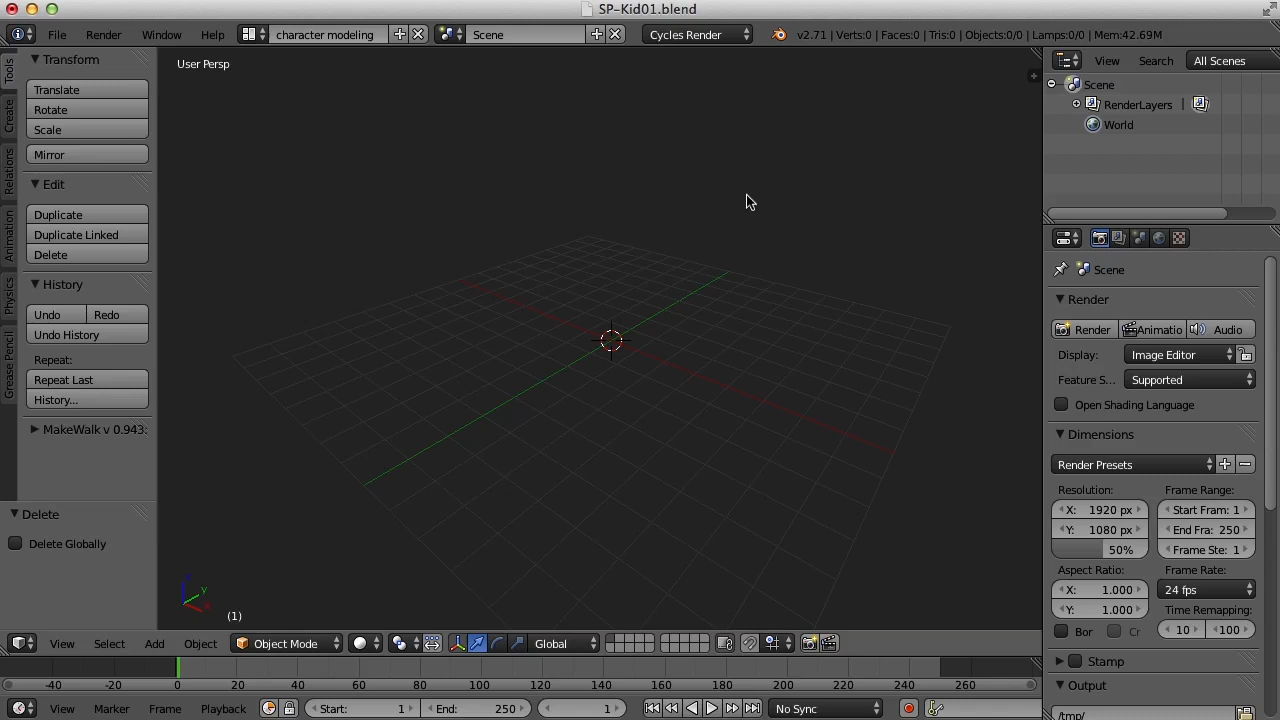 SP-Kid01.blend
File Render Window Help character modeling Scene Cycles Render v2.71 | Verts:0 | Faces:0 | Tris:0 | Objects:0/0 | Lamps:0/0 | Mem:42.69M
Tools
Create
Relations
Animation
Physics
Grease Pencil
Transform
Translate
Rotate
Scale
Mirror
Edit
Duplicate
Duplicate Linked
Delete
History
Undo Redo
Undo History
Repeat:
Repeat Last
History...
MakeWalk v 0.943:
Delete
Delete Globally
User Persp
z
y
x
(1)
View Select Add Object Object Mode Global
-40 -20 0 20 40 60 80 100 120 140 160 180 200 220 240 260
View Marker Frame Playback Start: 1 End: 250 1 No Sync
View Search All Scenes
Scene
RenderLayers |
World
Scene
Render
Render Animatio Audio
Display: Image Editor
Feature S... Supported
Open Shading Language
Dimensions
Render Presets
Resolution: Frame Range:
X: 1920 px Start Fram: 1
Y: 1080 px End Fra: 250
50% Frame Ste: 1
Aspect Ratio: Frame Rate:
X: 1.000 24 fps
Y: 1.000 Time Remapping:
Bor Cr 10 100
Stamp
Output
/tmp/